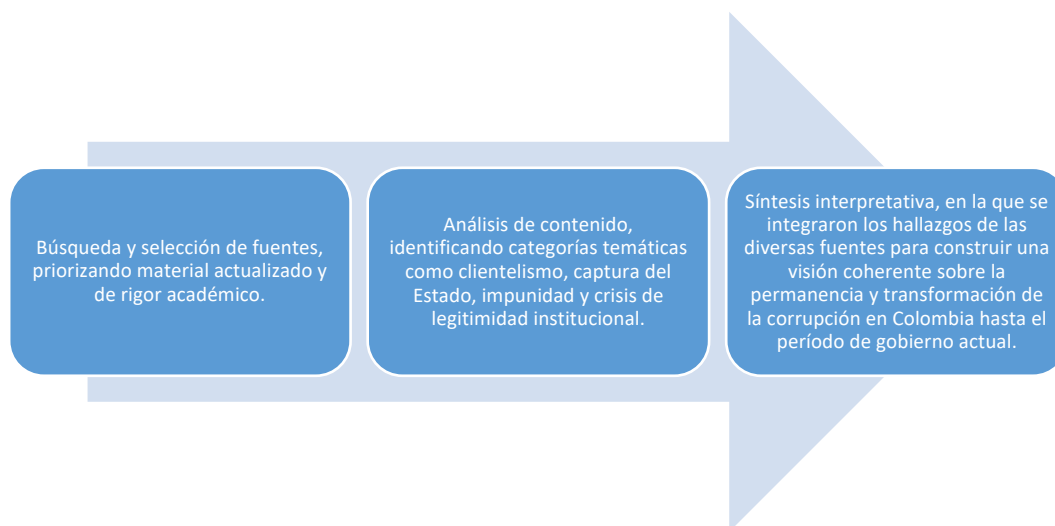 Búsqueda y selección de fuentes,
priorizando material actualizado y
de rigor académico.
Análisis de contenido,
identificando categorías temáticas
como clientelismo, captura del
Estado, impunidad y crisis de
legitimidad institucional.
Síntesis interpretativa, en la que se
integraron los hallazgos de las
diversas fuentes para construir una
visión coherente sobre la
permanencia y transformación de
la corrupción en Colombia hasta el
período de gobierno actual.